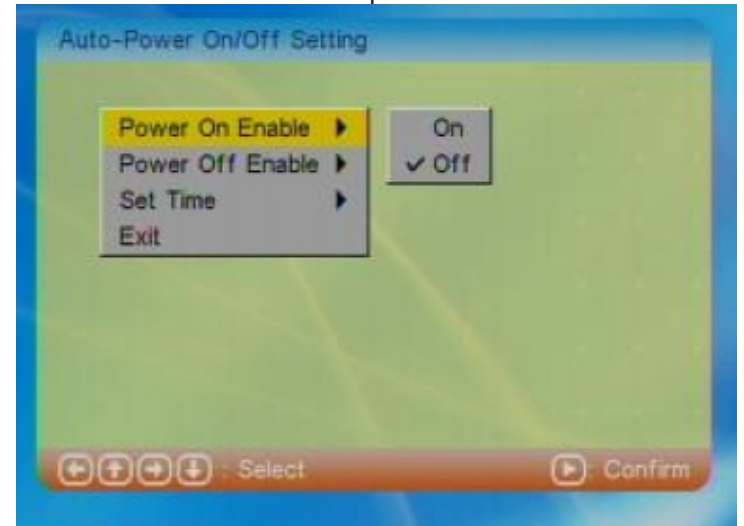 Auto-Power On/Off Setting
Power On Enable
On
Power Off Enable
Off
Set Time
Exit
: Select
: Confirm